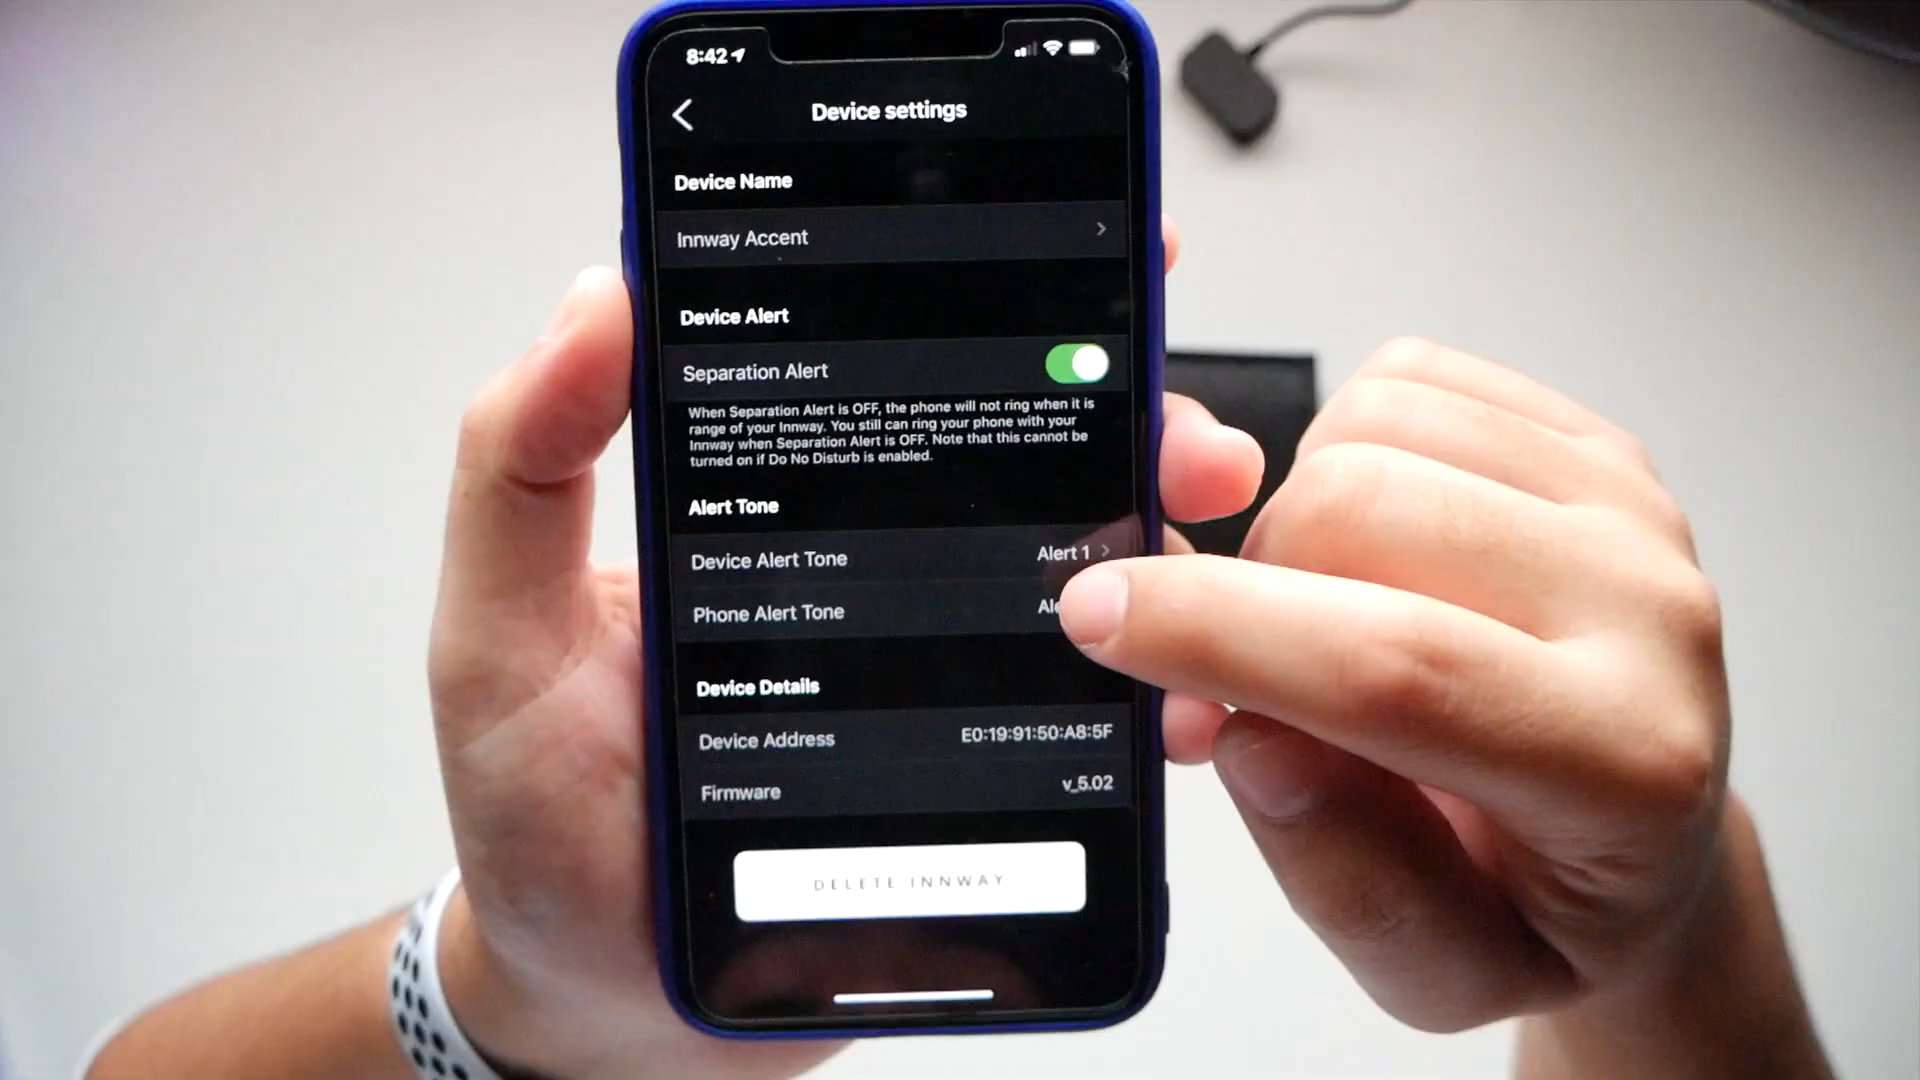 8:42
Device settings
Device Name
Innway Accent
Device Alert
Separation Alert
When Separation Alert is OFF, the phone will not ring when it is
range of your Innway. You still can ring your phone with your
Innway when Separation Alert is OFF. Note that this cannot be
turned on if Do No Disturb is enabled.
Alert Tone
Device Alert Tone Alert 1
Phone Alert Tone
Device Details
Device Address E0:19:91:50:A8:5F
Firmware v_5.02
DELETE INNWAY